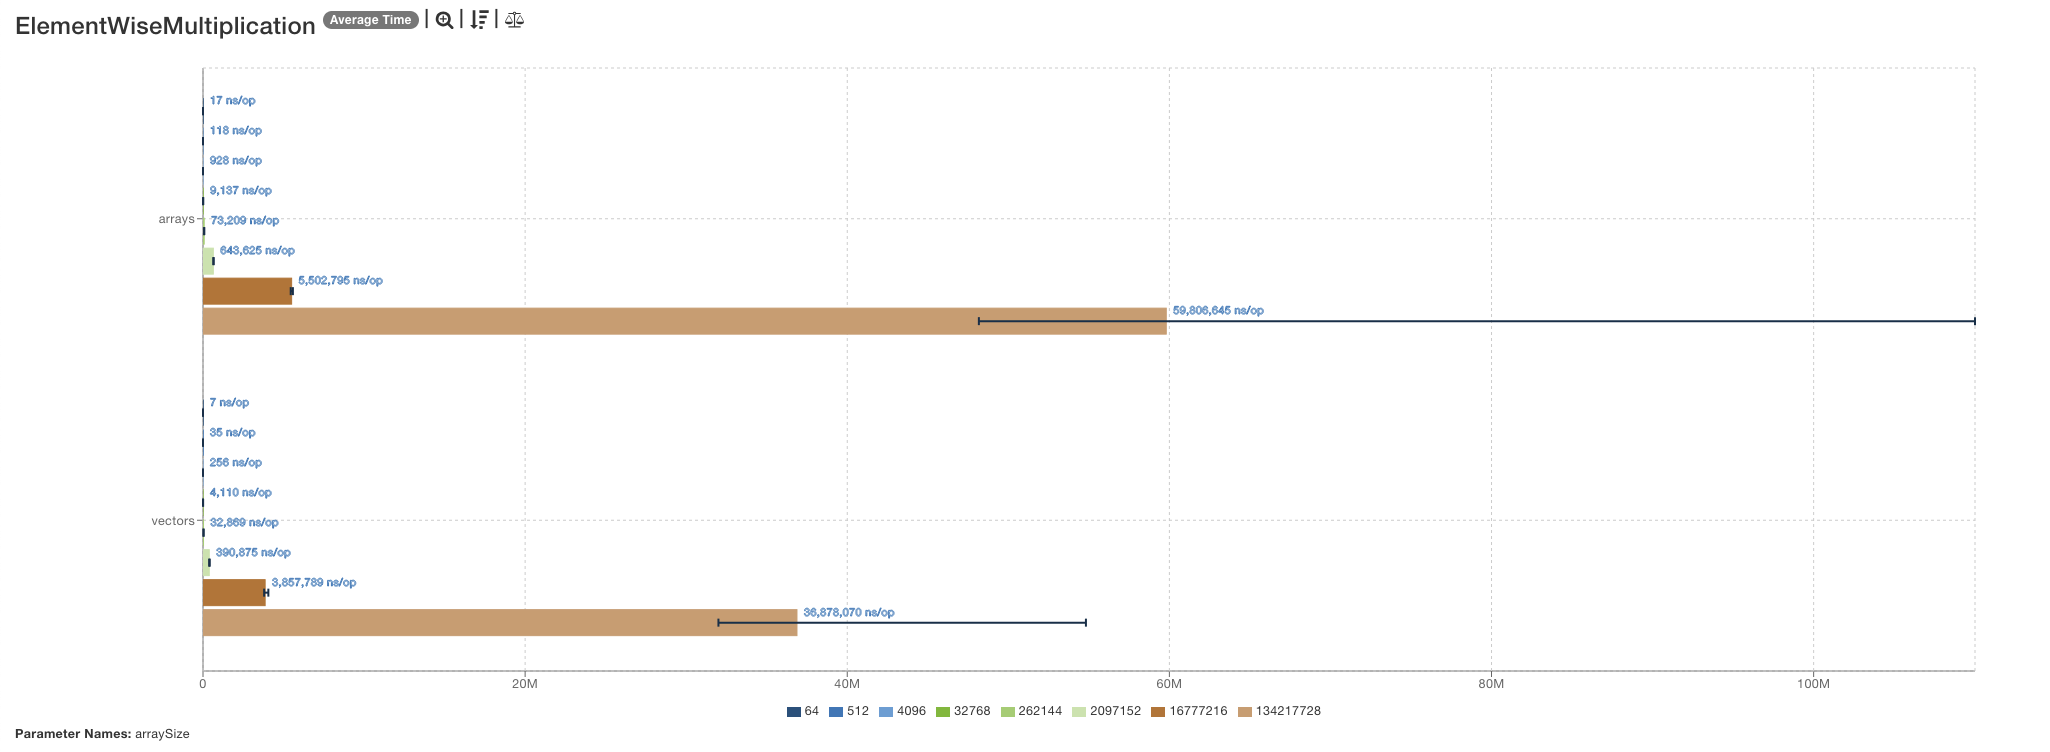 ElementWiseMultiplication Average Time
17 ns/op
118 ns/op
928 ns/op
9,137 ns/op
arrays
73,209 ns/op
643,625 ns/op
5,502,795 ns/op
59,806,645 ns/op
7 ns/op
35 ns/op
256 ns/op
4,110 ns/op
vectors
32,869 ns/op
390,875 ns/op
3,857,789 ns/op
36,878,070 ns/op
0 20M 40M 60M 80M 100M
64 512 4096 32768 262144 2097152 16777216 134217728
Parameter Names: arraySize